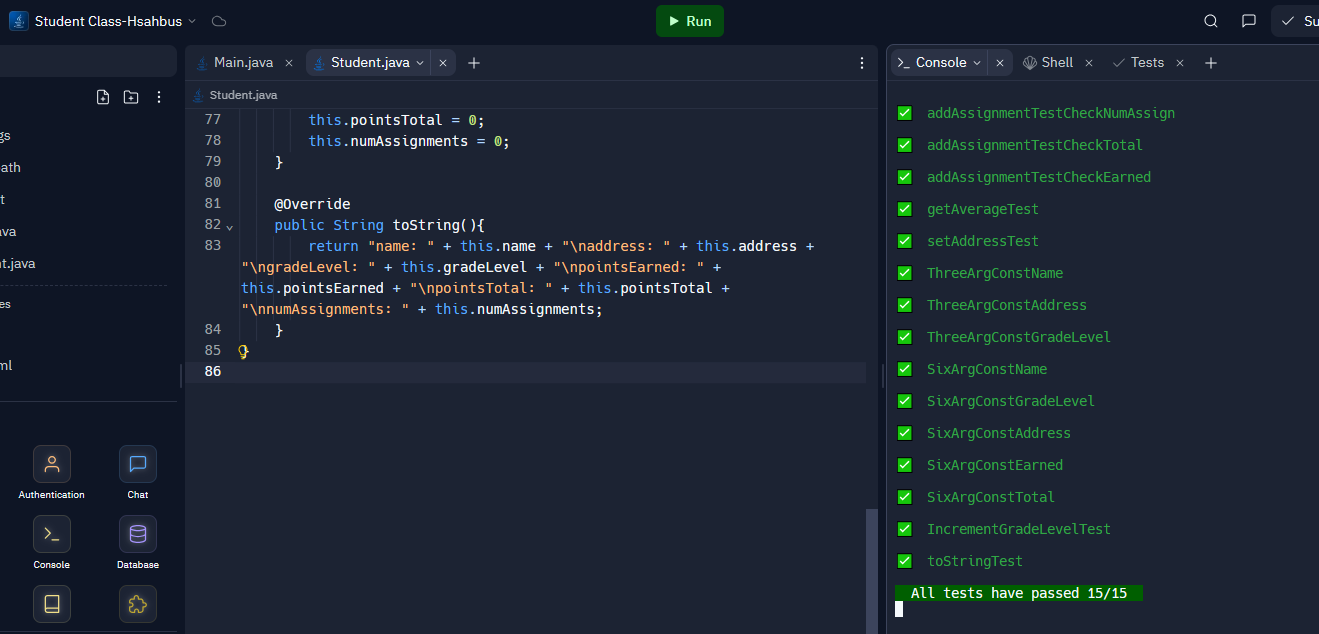 Student Class-Hsahbus
Run
Su
Main.java
Student.java
Console
Shell
Tests
Student.java
gs
ath
t
ava
t.java
es
ml
Authentication
Chat
Console
Database
77 this.pointsTotal = 0;
78 this.numAssignments = 0;
79 }
80
81 @Override
82 public String toString(){
83 return "name: " + this.name + "\naddress: " + this.address +
"\ngradeLevel: " + this.gradeLevel + "\npointsEarned: " +
this.pointsEarned + "\npointsTotal: " + this.pointsTotal +
"\nnumAssignments: " + this.numAssignments;
84 }
85 }
86
addAssignmentTestCheckNumAssign
addAssignmentTestCheckTotal
addAssignmentTestCheckEarned
getAverageTest
setAddressTest
ThreeArgConstName
ThreeArgConstAddress
ThreeArgConstGradeLevel
SixArgConstName
SixArgConstGradeLevel
SixArgConstAddress
SixArgConstEarned
SixArgConstTotal
IncrementGradeLevelTest
toStringTest
All tests have passed 15/15